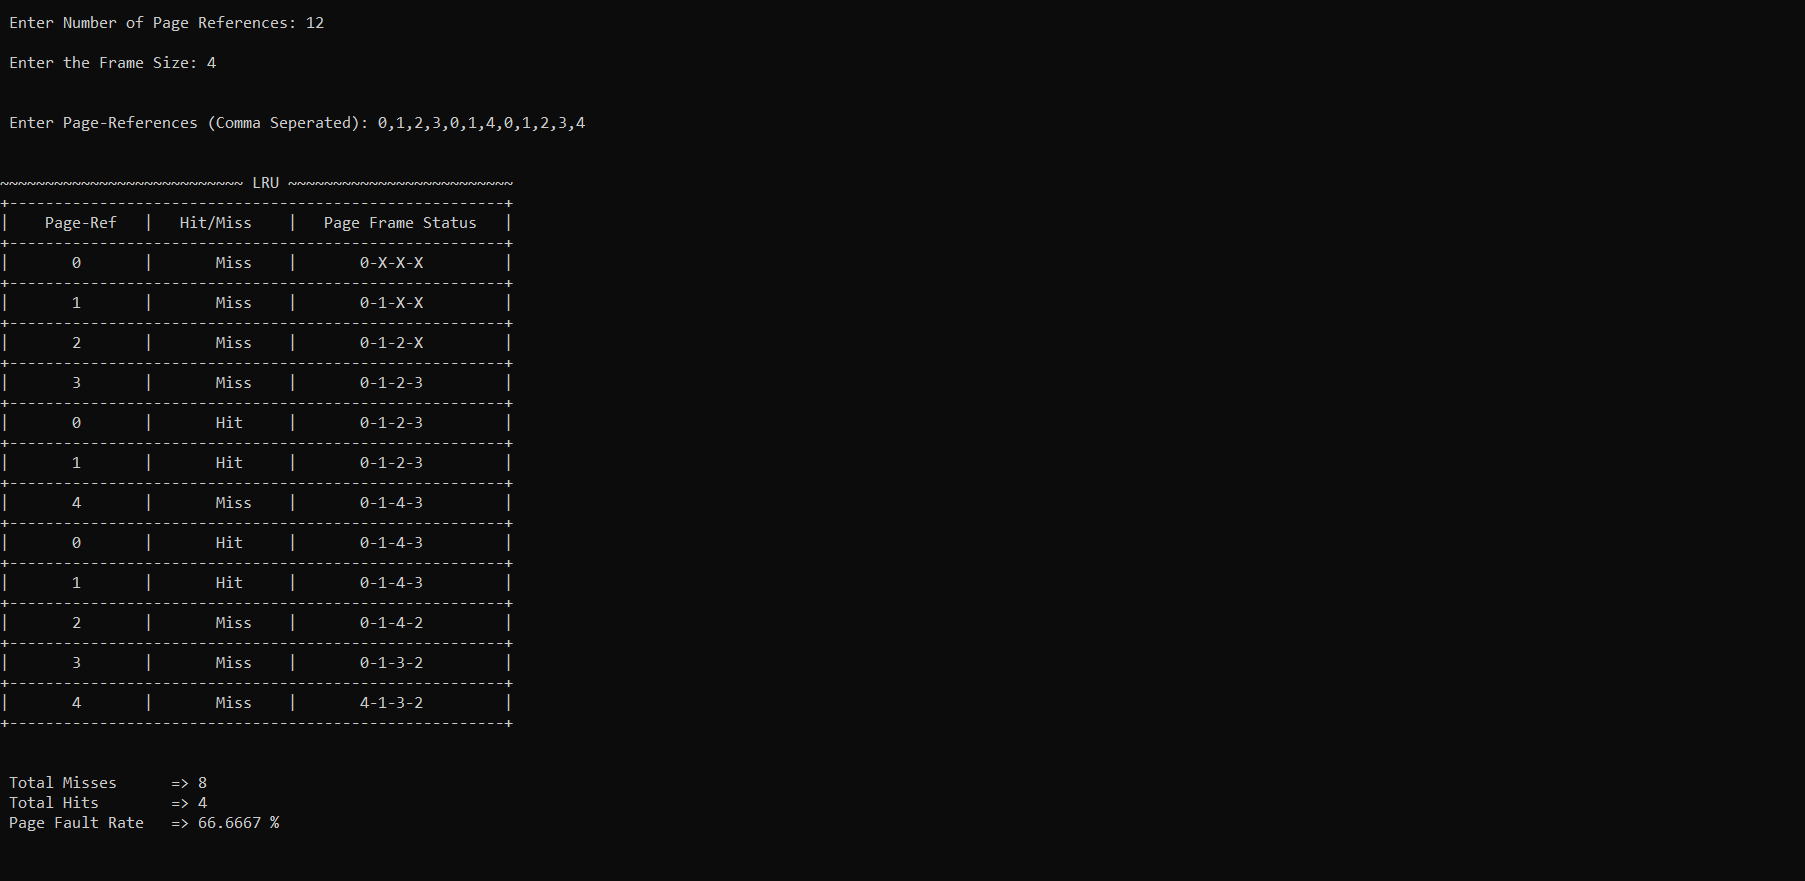 Enter Number of Page References: 12
Enter the Frame Size: 4
Enter Page-References (Comma Seperated): 0,1,2,3,0,1,4,0,1,2,3,4
~~~~~~~~~~~~~~~~~~~~~~~~~~~ LRU ~~~~~~~~~~~~~~~~~~~~~~~~~
+-------------------------------------------------------+
|    Page-Ref   |   Hit/Miss    |   Page Frame Status   |
+-------------------------------------------------------+
|       0       |       Miss    |       0-X-X-X         |
+-------------------------------------------------------+
|       1       |       Miss    |       0-1-X-X         |
+-------------------------------------------------------+
|       2       |       Miss    |       0-1-2-X         |
+-------------------------------------------------------+
|       3       |       Miss    |       0-1-2-3         |
+-------------------------------------------------------+
|       0       |       Hit     |       0-1-2-3         |
+-------------------------------------------------------+
|       1       |       Hit     |       0-1-2-3         |
+-------------------------------------------------------+
|       4       |       Miss    |       0-1-4-3         |
+-------------------------------------------------------+
|       0       |       Hit     |       0-1-4-3         |
+-------------------------------------------------------+
|       1       |       Hit     |       0-1-4-3         |
+-------------------------------------------------------+
|       2       |       Miss    |       0-1-4-2         |
+-------------------------------------------------------+
|       3       |       Miss    |       0-1-3-2         |
+-------------------------------------------------------+
|       4       |       Miss    |       4-1-3-2         |
+-------------------------------------------------------+
Total Misses      => 8
Total Hits        => 4
Page Fault Rate   => 66.6667 %